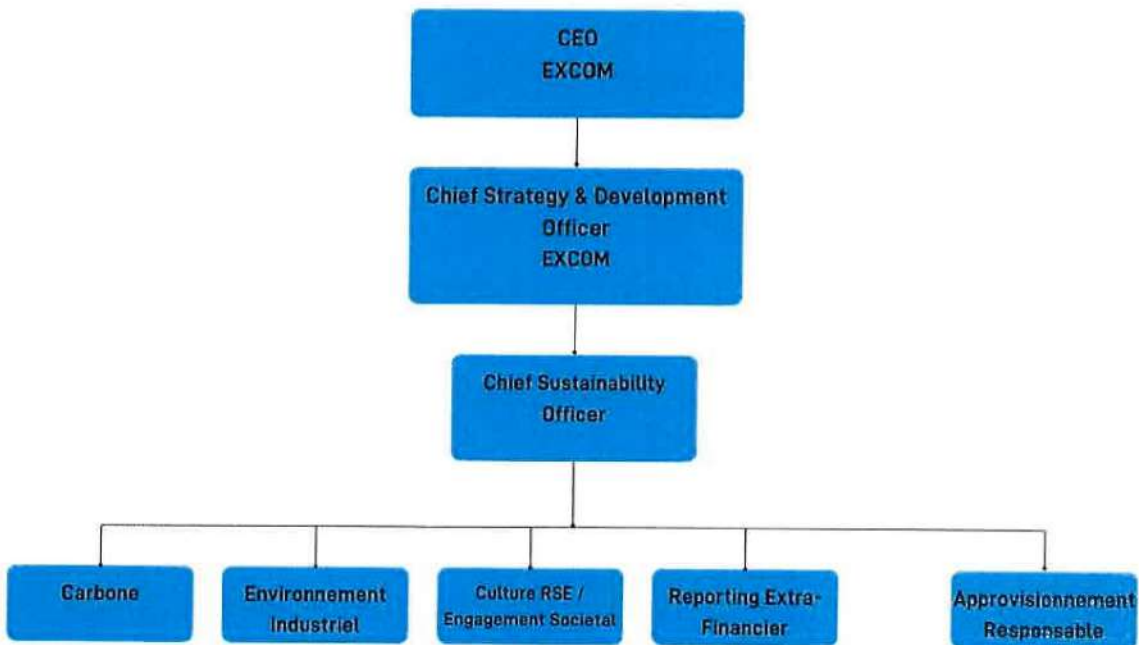 CEO
EXCOM
Chief Strategy & Development
Officer
EXCOM
Chief Sustainability
Officer
Carbone
Environnement
Industriel
Culture RSE /
Engagement Societal
Reporting Extra-
Financier
Approvisionnement
Responsable